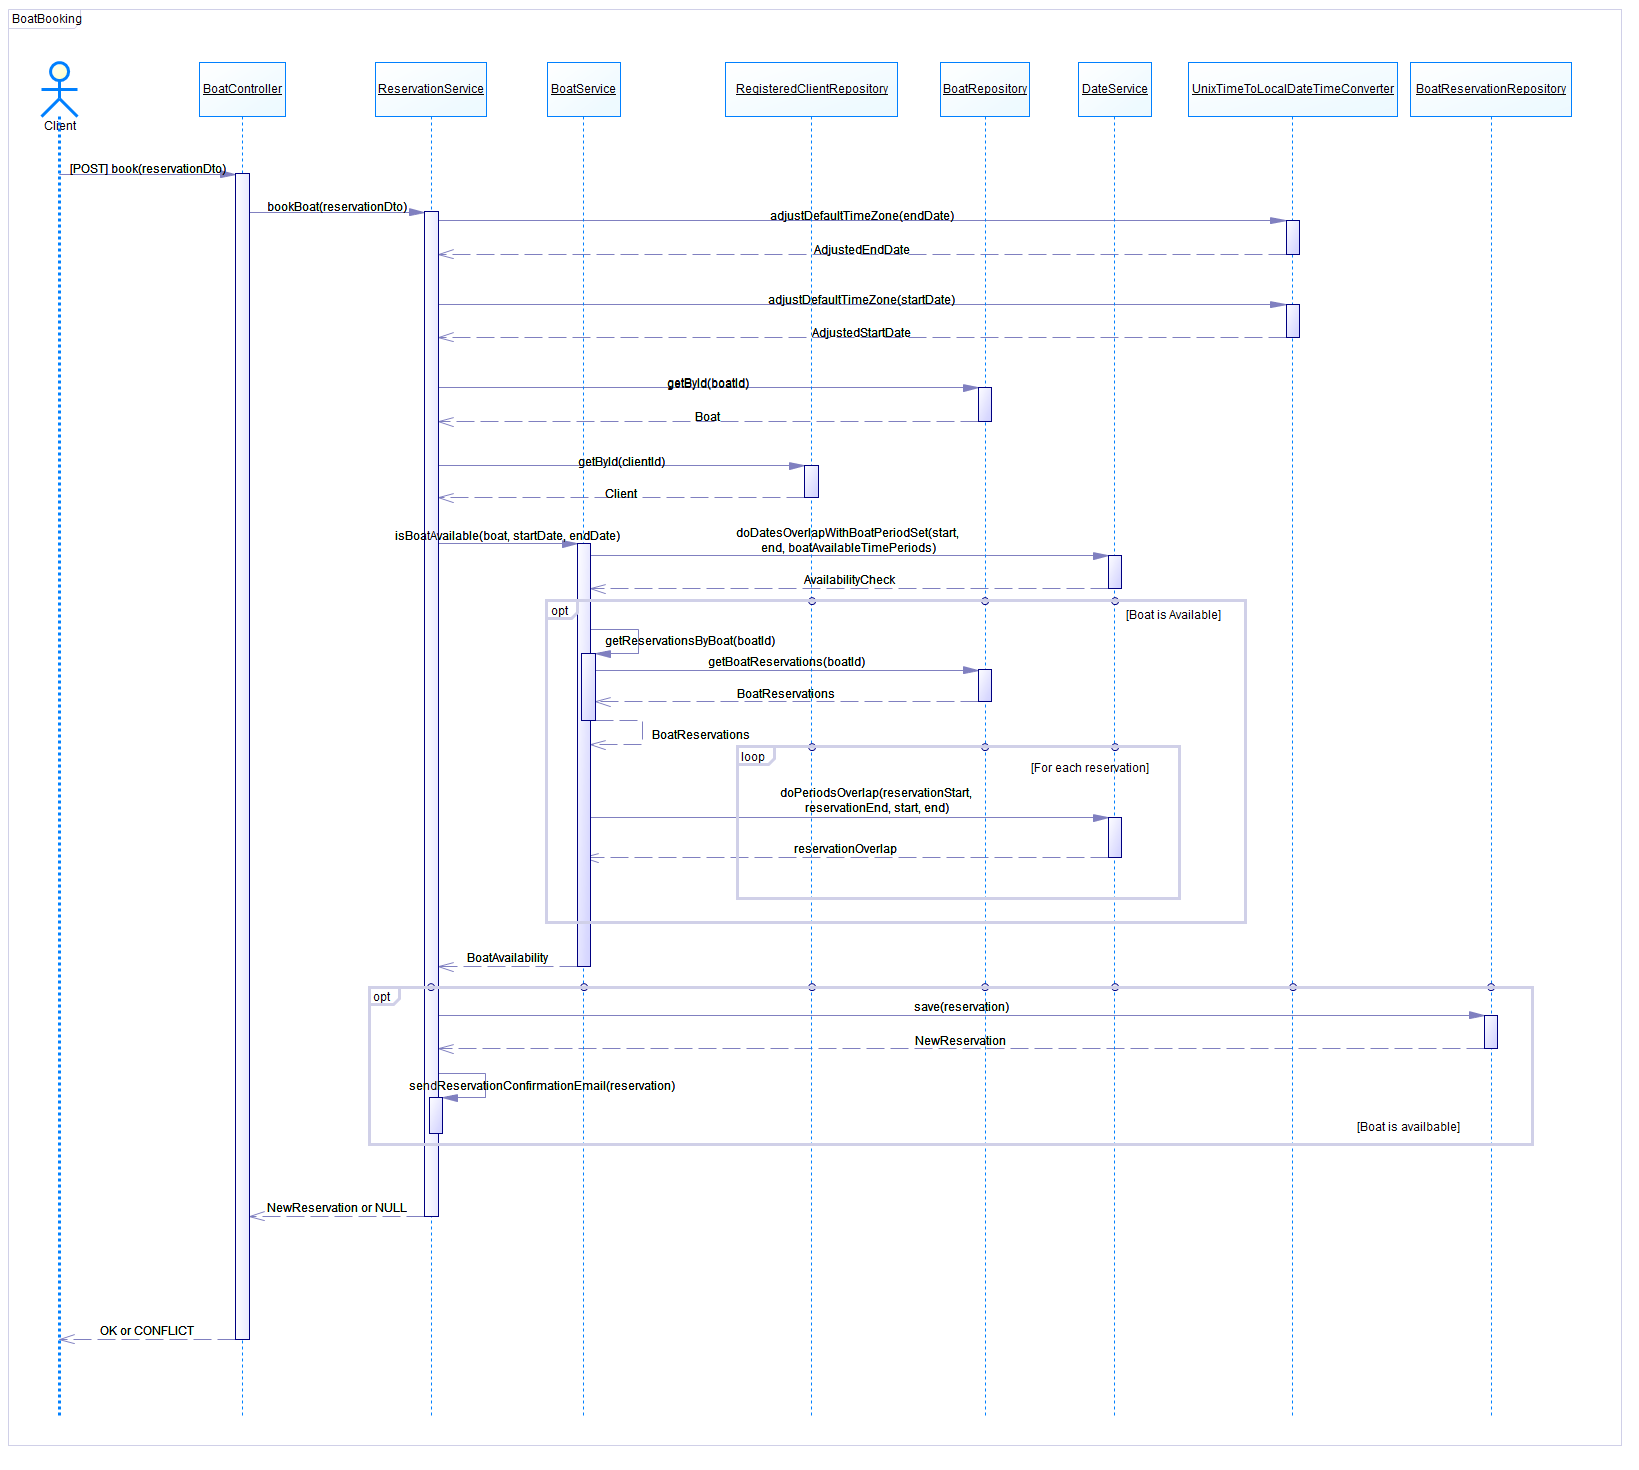 BoatBooking
Client
BoatController
ReservationService
BoatService
RegisteredClientRepository
BoatRepository
DateService
UnixTimeToLocalDateTimeConverter
BoatReservationRepository
[POST] book(reservationDto)
bookBoat(reservationDto)
adjustDefaultTimeZone(endDate)
AdjustedEndDate
adjustDefaultTimeZone(startDate)
AdjustedStartDate
getById(boatId)
Boat
getById(clientId)
Client
isBoatAvailable(boat, startDate, endDate)
doDatesOverlapWithBoatPeriodSet(start,
end, boatAvailableTimePeriods)
AvailabilityCheck
opt
[Boat is Available]
getReservationsByBoat(boatId)
getBoatReservations(boatId)
BoatReservations
BoatReservations
loop
[For each reservation]
doPeriodsOverlap(reservationStart,
reservationEnd, start, end)
reservationOverlap
BoatAvailability
opt
save(reservation)
NewReservation
sendReservationConfirmationEmail(reservation)
[Boat is availbable]
NewReservation or NULL
OK or CONFLICT